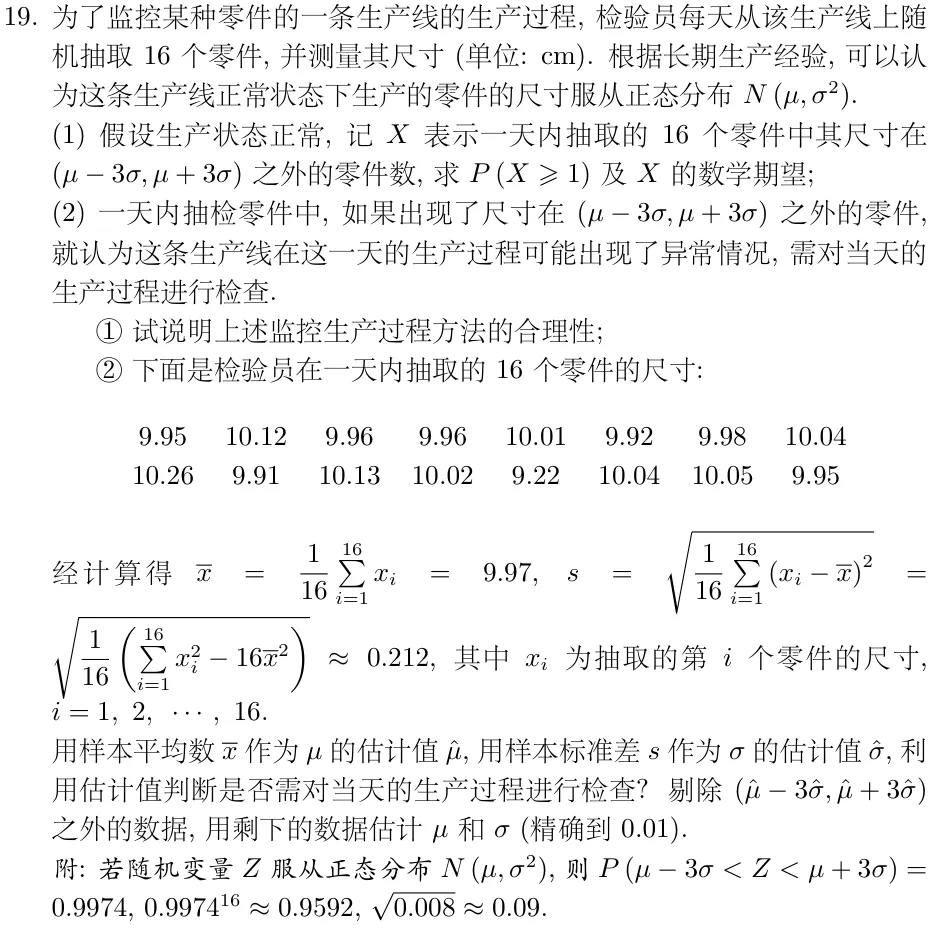 19. 为了监控某种零件的一条生产线的生产过程, 检验员每天从该生产线上随
机抽取 16 个零件, 并测量其尺寸 (单位: cm). 根据长期生产经验, 可以认
为这条生产线正常状态下生产的零件的尺寸服从正态分布 N (μ, σ²).
(1) 假设生产状态正常, 记 X 表示一天内抽取的 16 个零件中其尺寸在
(μ − 3σ, μ + 3σ) 之外的零件数, 求 P (X ⩾ 1) 及 X 的数学期望;
(2) 一天内抽检零件中, 如果出现了尺寸在 (μ − 3σ, μ + 3σ) 之外的零件,
就认为这条生产线在这一天的生产过程可能出现了异常情况, 需对当天的
生产过程进行检查.
① 试说明上述监控生产过程方法的合理性;
② 下面是检验员在一天内抽取的 16 个零件的尺寸:
9.95 10.12 9.96 9.96 10.01 9.92 9.98 10.04
10.26 9.91 10.13 10.02 9.22 10.04 10.05 9.95
经计算得 x̄ = 1/16 ∑_{i=1}^{16} x_i = 9.97, s = √(1/16 ∑_{i=1}^{16} (x_i − x̄)²) =
√(1/16 (∑_{i=1}^{16} x_i² − 16x̄²)) ≈ 0.212, 其中 x_i 为抽取的第 i 个零件的尺寸,
i = 1, 2, ⋯ , 16.
用样本平均数 x̄ 作为 μ 的估计值 μ̂, 用样本标准差 s 作为 σ 的估计值 σ̂, 利
用估计值判断是否需对当天的生产过程进行检查? 剔除 (μ̂ − 3σ̂, μ̂ + 3σ̂)
之外的数据, 用剩下的数据估计 μ 和 σ (精确到 0.01).
附: 若随机变量 Z 服从正态分布 N (μ, σ²), 则 P (μ − 3σ < Z < μ + 3σ) =
0.9974, 0.9974¹⁶ ≈ 0.9592, √0.008 ≈ 0.09.